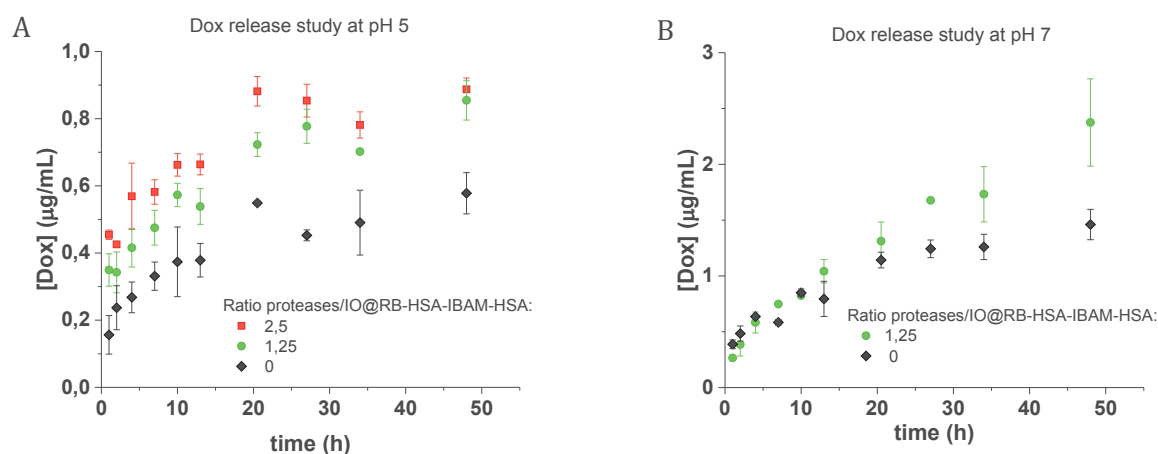 A
Dox release study at pH 5
1,0
0,8
0,6
0,4
0,2
0,0
[Dox] (µg/mL)
Ratio proteases/IO@RB-HSA-IBAM-HSA:
2,5
1,25
0
0 10 20 30 40 50
time (h)
B
Dox release study at pH 7
3
2
1
0
[Dox] (µg/mL)
Ratio proteases/IO@RB-HSA-IBAM-HSA:
1,25
0
0 10 20 30 40 50
time (h)